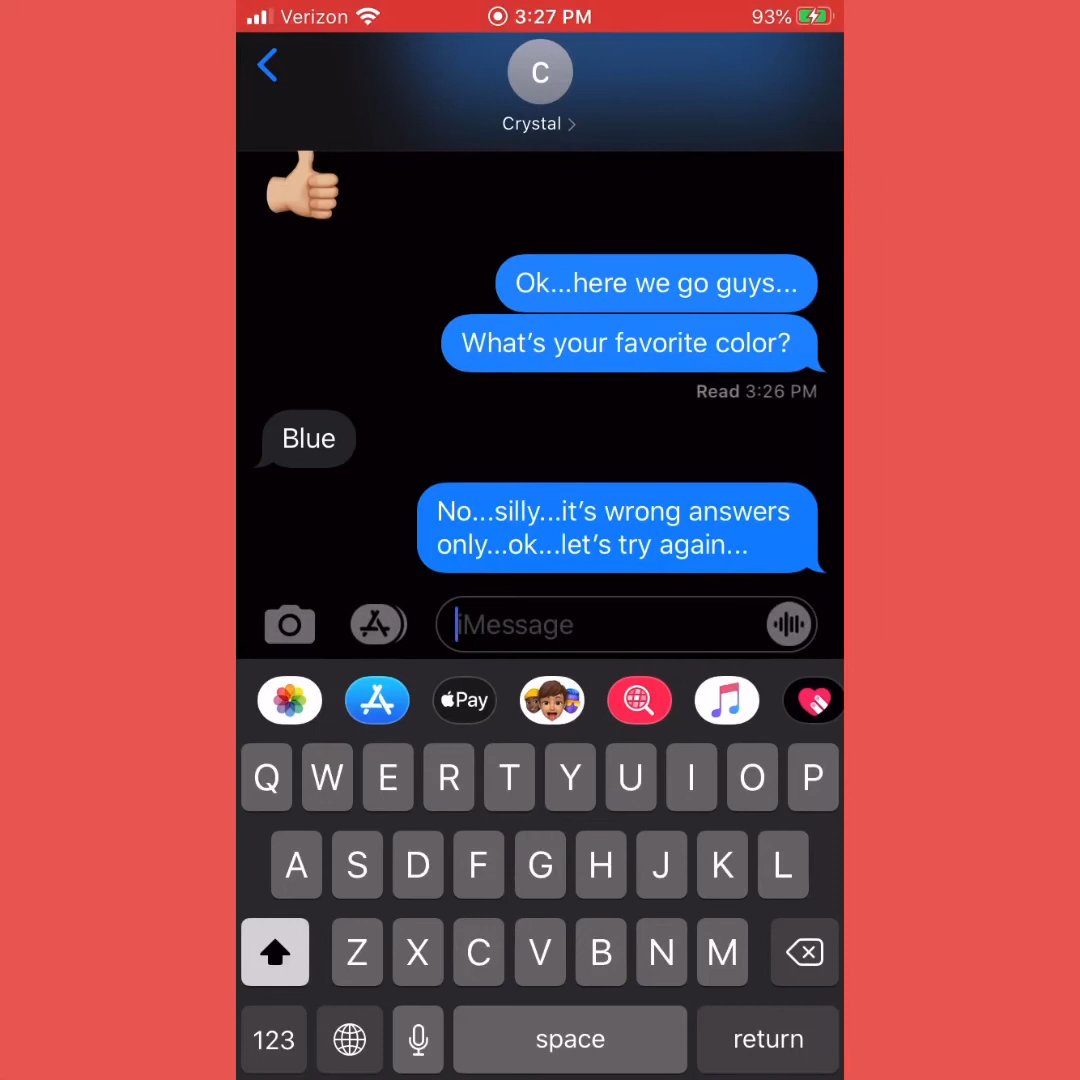 Verizon 3:27 PM 93%
C
Crystal
Ok...here we go guys...
What's your favorite color?
Read 3:26 PM
Blue
No...silly...it's wrong answers
only...ok...let's try again...
iMessage
Pay
Q W E R T Y U I O P
A S D F G H J K L
Z X C V B N M
123 space return